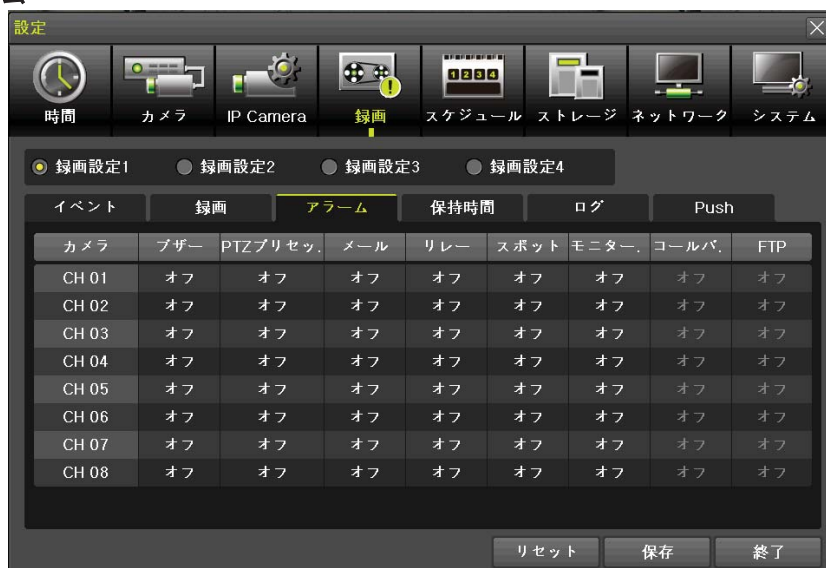 設定
時間 カメラ IP Camera 録画 スケジュール ストレージ ネットワーク システム
1 2 3 4
録画設定1 録画設定2 録画設定3 録画設定4
イベント 録画 アラーム 保持時間 ログ Push
カメラ ブザー PTZプリセッ. メール リレー スポット モニター. コールバ. FTP
CH 01 オフ オフ オフ オフ オフ オフ オフ オフ
CH 02 オフ オフ オフ オフ オフ オフ オフ オフ
CH 03 オフ オフ オフ オフ オフ オフ オフ オフ
CH 04 オフ オフ オフ オフ オフ オフ オフ オフ
CH 05 オフ オフ オフ オフ オフ オフ オフ オフ
CH 06 オフ オフ オフ オフ オフ オフ オフ オフ
CH 07 オフ オフ オフ オフ オフ オフ オフ オフ
CH 08 オフ オフ オフ オフ オフ オフ オフ オフ
リセット 保存 終了